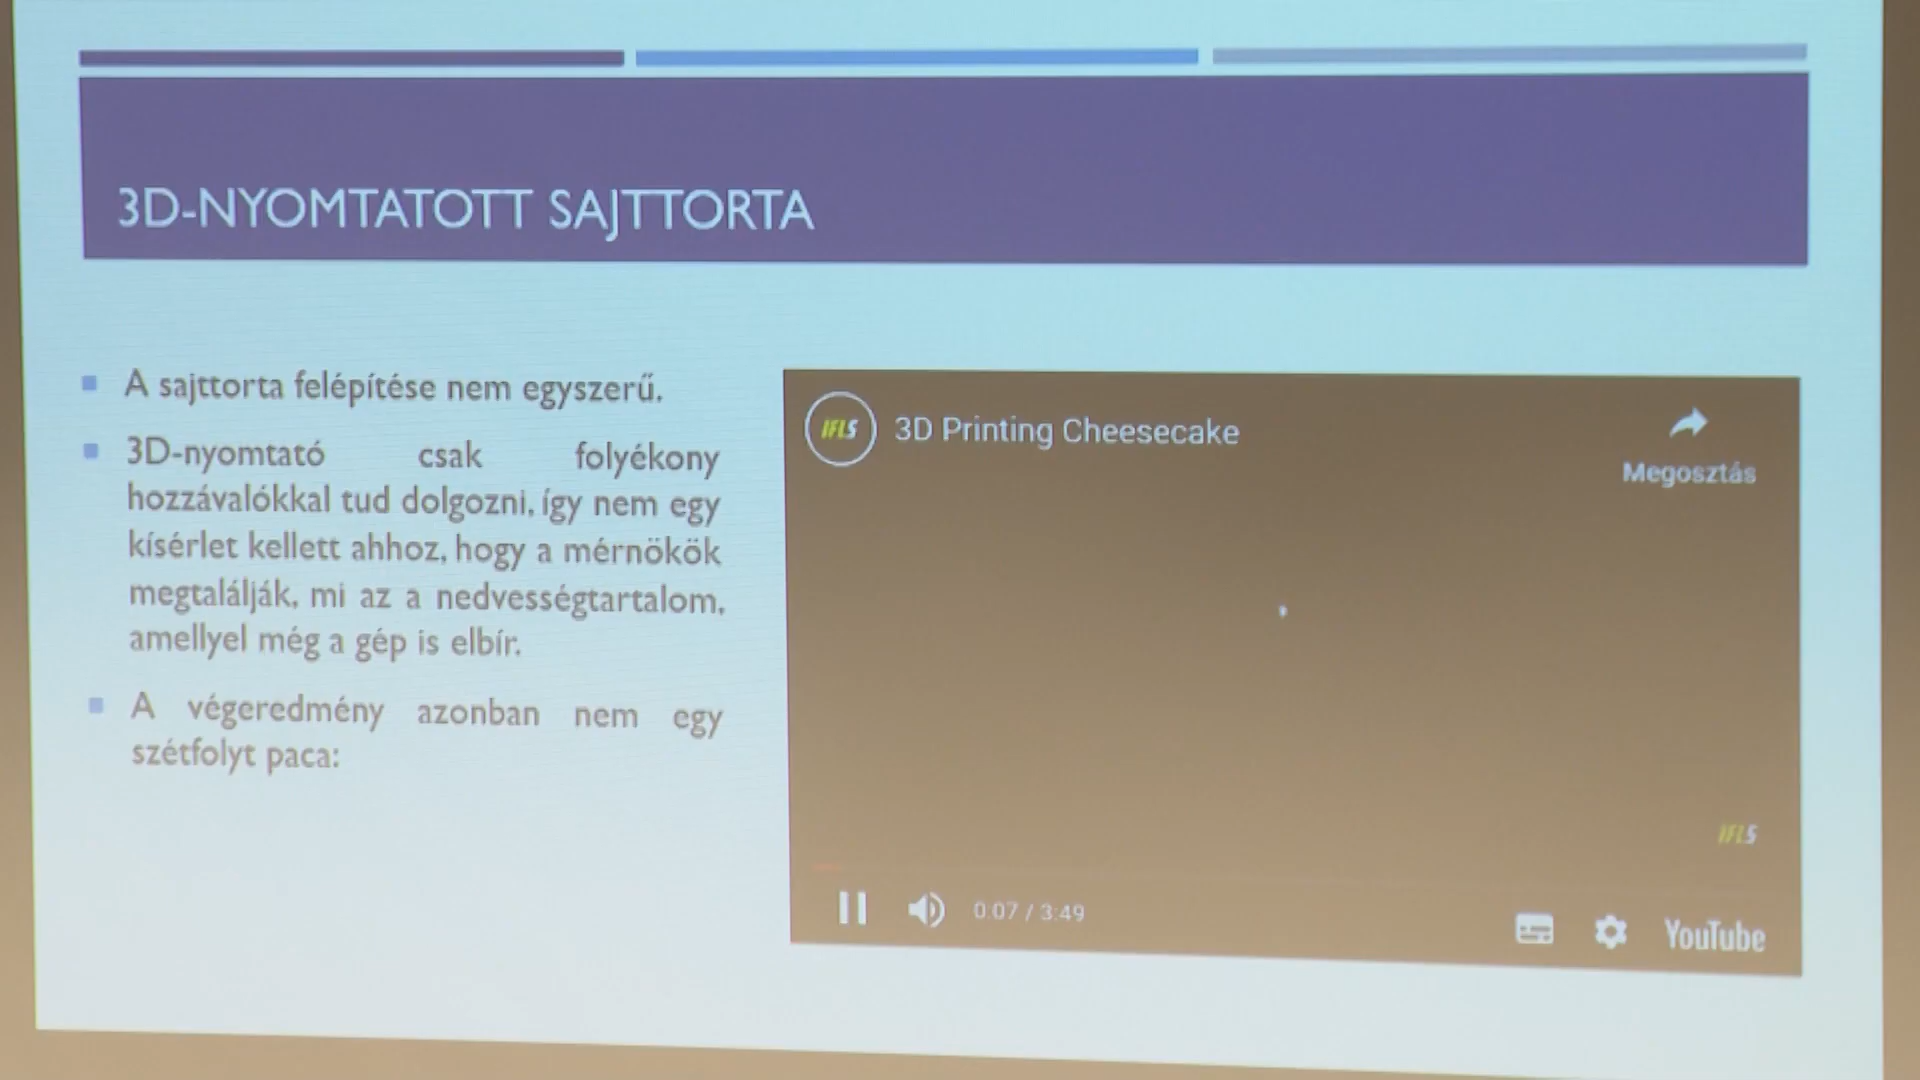 3D-NYOMTATOTT SAJTTORTA
A sajttorta felépítése nem egyszerű.
3D-nyomtató csak folyékony
hozzávalókkal tud dolgozni, így nem egy
kísérlet kellett ahhoz, hogy a mérnökök
megtalálják, mi az a nedvességtartalom,
amellyel még a gép is elbír.
A végeredmény azonban nem egy
szétfolyt paca:
IFLS 3D Printing Cheesecake
Megosztás
IFLS
0:07 / 3:49
YouTube